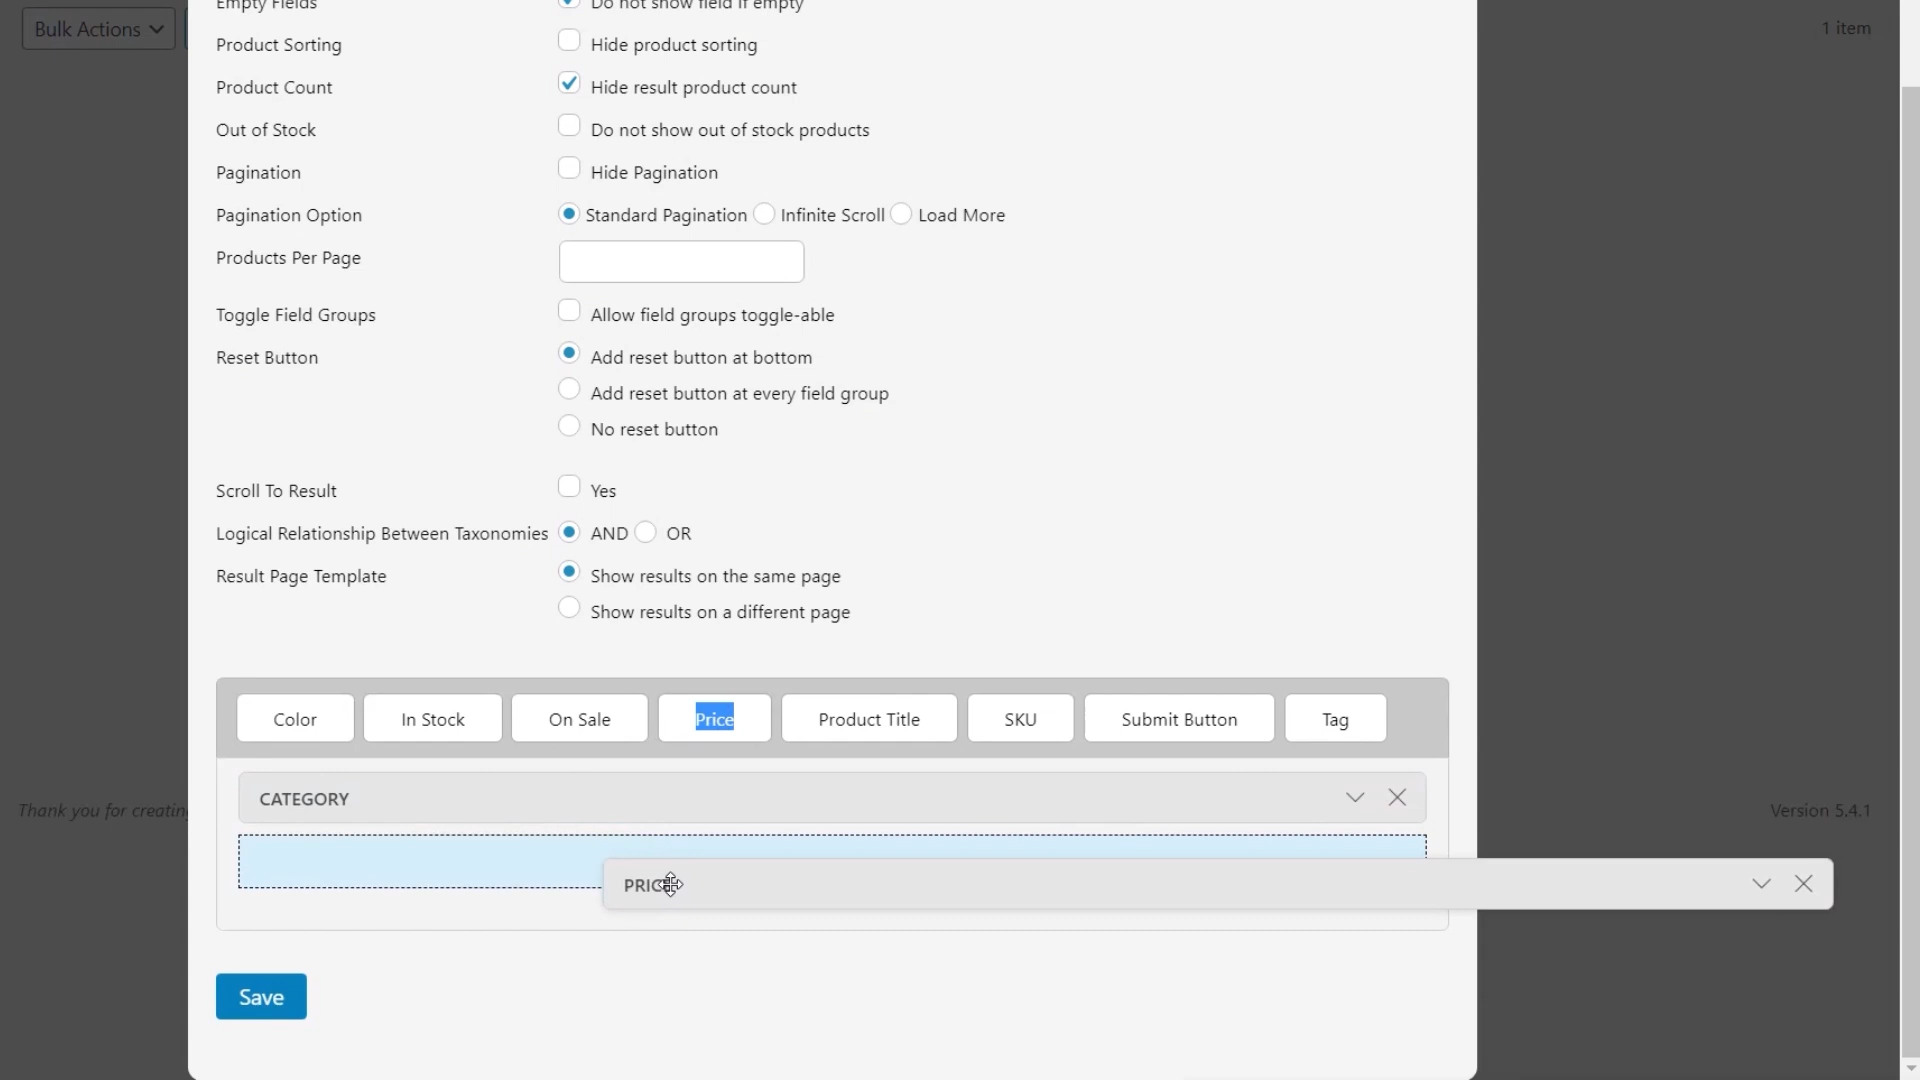 Empty Fields Do not show field if empty
Bulk Actions 1 item
Product Sorting Hide product sorting
Product Count Hide result product count
Out of Stock Do not show out of stock products
Pagination Hide Pagination
Pagination Option Standard Pagination Infinite Scroll Load More
Products Per Page
Toggle Field Groups Allow field groups toggle-able
Reset Button Add reset button at bottom
Add reset button at every field group
No reset button
Scroll To Result Yes
Logical Relationship Between Taxonomies AND OR
Result Page Template Show results on the same page
Show results on a different page
Color In Stock On Sale Price Product Title SKU Submit Button Tag
CATEGORY
Thank you for creating Version 5.4.1
PRICE
Save